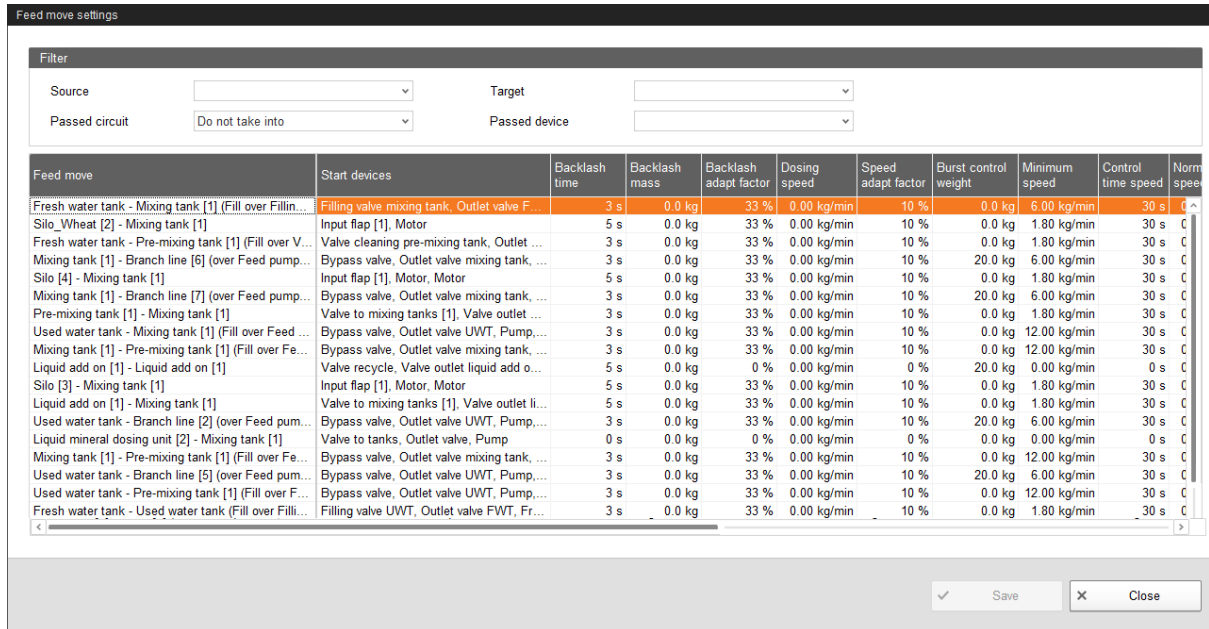 Feed move settings
Filter
Source Target
Passed circuit Do not take into Passed device
Feed move Start devices Backlash time Backlash mass Backlash adapt factor Dosing speed Speed adapt factor Burst control weight Minimum speed Control time speed Norm spee
Fresh water tank - Mixing tank [1] (Fill over Fillin... Filling valve mixing tank, Outlet valve F... 3 s 0.0 kg 33 % 0.00 kg/min 10 % 0.0 kg 6.00 kg/min 30 s
Silo_Wheat [2] - Mixing tank [1] Input flap [1], Motor 5 s 0.0 kg 33 % 0.00 kg/min 10 % 0.0 kg 1.80 kg/min 30 s
Fresh water tank - Pre-mixing tank [1] (Fill over V... Valve cleaning pre-mixing tank, Outlet ... 3 s 0.0 kg 33 % 0.00 kg/min 10 % 0.0 kg 1.80 kg/min 30 s
Mixing tank [1] - Branch line [6] (over Feed pump... Bypass valve, Outlet valve mixing tank, ... 3 s 0.0 kg 33 % 0.00 kg/min 10 % 20.0 kg 6.00 kg/min 30 s
Silo [4] - Mixing tank [1] Input flap [1], Motor, Motor 5 s 0.0 kg 33 % 0.00 kg/min 10 % 0.0 kg 1.80 kg/min 30 s
Mixing tank [1] - Branch line [7] (over Feed pump... Bypass valve, Outlet valve mixing tank, ... 3 s 0.0 kg 33 % 0.00 kg/min 10 % 20.0 kg 6.00 kg/min 30 s
Pre-mixing tank [1] - Mixing tank [1] Valve to mixing tanks [1], Valve outlet ... 3 s 0.0 kg 33 % 0.00 kg/min 10 % 0.0 kg 1.80 kg/min 30 s
Used water tank - Mixing tank [1] (Fill over Feed ... Bypass valve, Outlet valve UWT, Pump,... 3 s 0.0 kg 33 % 0.00 kg/min 10 % 0.0 kg 12.00 kg/min 30 s
Mixing tank [1] - Pre-mixing tank [1] (Fill over Fe... Bypass valve, Outlet valve mixing tank, ... 3 s 0.0 kg 33 % 0.00 kg/min 10 % 0.0 kg 12.00 kg/min 30 s
Liquid add on [1] - Liquid add on [1] Valve recycle, Valve outlet liquid add o... 5 s 0.0 kg 0 % 0.00 kg/min 0 % 20.0 kg 0.00 kg/min 0 s
Silo [3] - Mixing tank [1] Input flap [1], Motor, Motor 5 s 0.0 kg 33 % 0.00 kg/min 10 % 0.0 kg 1.80 kg/min 30 s
Liquid add on [1] - Mixing tank [1] Valve to mixing tanks [1], Valve outlet li... 5 s 0.0 kg 33 % 0.00 kg/min 10 % 0.0 kg 1.80 kg/min 30 s
Used water tank - Branch line [2] (over Feed pum... Bypass valve, Outlet valve UWT, Pump,... 3 s 0.0 kg 33 % 0.00 kg/min 10 % 20.0 kg 6.00 kg/min 30 s
Liquid mineral dosing unit [2] - Mixing tank [1] Valve to tanks, Outlet valve, Pump 0 s 0.0 kg 0 % 0.00 kg/min 0 % 0.0 kg 0.00 kg/min 0 s
Mixing tank [1] - Pre-mixing tank [1] (Fill over Fe... Bypass valve, Outlet valve mixing tank, ... 3 s 0.0 kg 33 % 0.00 kg/min 10 % 0.0 kg 12.00 kg/min 30 s
Used water tank - Branch line [5] (over Feed pum... Bypass valve, Outlet valve UWT, Pump,... 3 s 0.0 kg 33 % 0.00 kg/min 10 % 20.0 kg 6.00 kg/min 30 s
Used water tank - Pre-mixing tank [1] (Fill over F... Bypass valve, Outlet valve UWT, Pump,... 3 s 0.0 kg 33 % 0.00 kg/min 10 % 0.0 kg 12.00 kg/min 30 s
Fresh water tank - Used water tank (Fill over Filli... Filling valve UWT, Outlet valve FWT, Fr... 3 s 0.0 kg 33 % 0.00 kg/min 10 % 0.0 kg 1.80 kg/min 30 s
Save Close